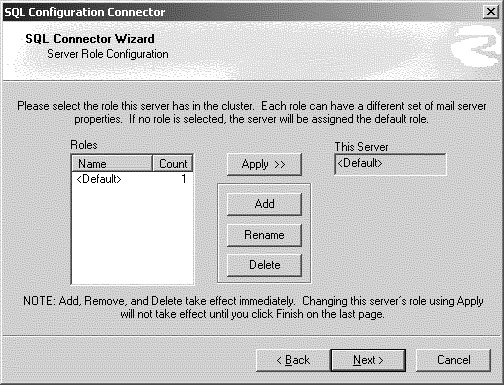 SQL Configuration Connector
SQL Connector Wizard
Server Role Configuration
Please select the role this server has in the cluster. Each role can have a different set of mail server
properties. If no role is selected, the server will be assigned the default role.
Roles
This Server
Name Count
Apply >>
<Default>
<Default> 1
Add
Rename
Delete
NOTE: Add, Remove, and Delete take effect immediately. Changing this server's role using Apply
will not take effect until you click Finish on the last page.
< Back Next > Cancel